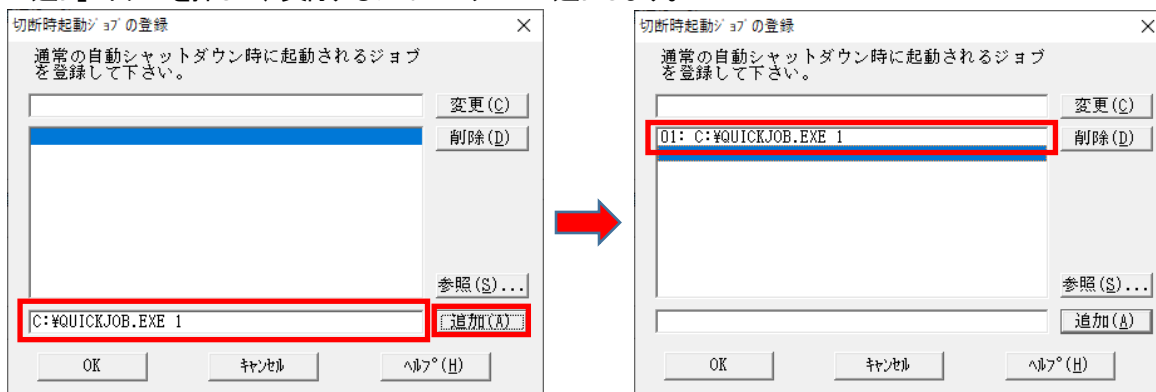 切断時起動ｼﾞｮﾌﾞの登録
通常の自動シャットダウン時に起動されるジョブ
を登録して下さい。
変更(C)
削除(D)
参照(S)...
C:¥QUICKJOB.EXE 1
追加(A)
OK
ｷｬﾝｾﾙ
ﾍﾙﾌﾟ(H)
切断時起動ｼﾞｮﾌﾞの登録
通常の自動シャットダウン時に起動されるジョブ
を登録して下さい。
変更(C)
01: C:¥QUICKJOB.EXE 1
削除(D)
参照(S)...
追加(A)
OK
ｷｬﾝｾﾙ
ﾍﾙﾌﾟ(H)